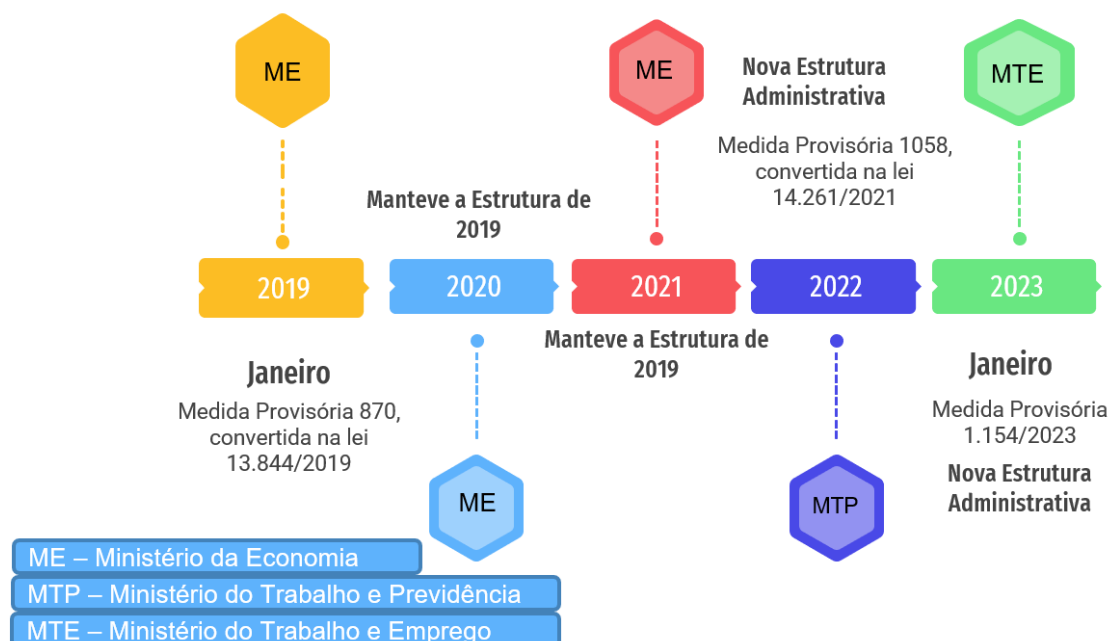 ME
ME
Nova Estrutura
Administrativa
MTE
Medida Provisória 1058,
convertida na lei
14.261/2021
Manteve a Estrutura de
2019
2019
2020
2021
2022
2023
Janeiro
Medida Provisória 870,
convertida na lei
13.844/2019
Manteve a Estrutura de
2019
Janeiro
Medida Provisória
1.154/2023
Nova Estrutura
Administrativa
ME
MTP
ME – Ministério da Economia
MTP – Ministério do Trabalho e Previdência
MTE – Ministério do Trabalho e Emprego